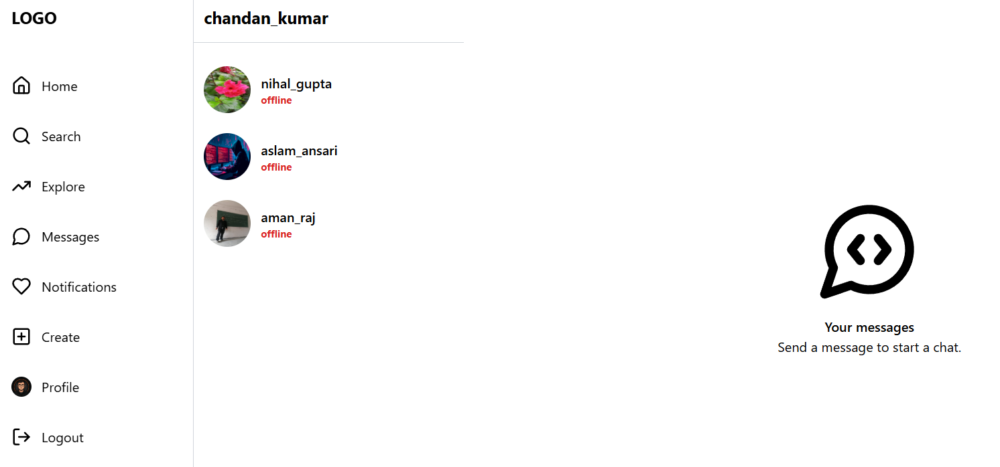 LOGO
Home
Search
Explore
Messages
Notifications
Create
Profile
Logout
chandan_kumar
nihal_gupta
offline
aslam_ansari
offline
aman_raj
offline
Your messages
Send a message to start a chat.